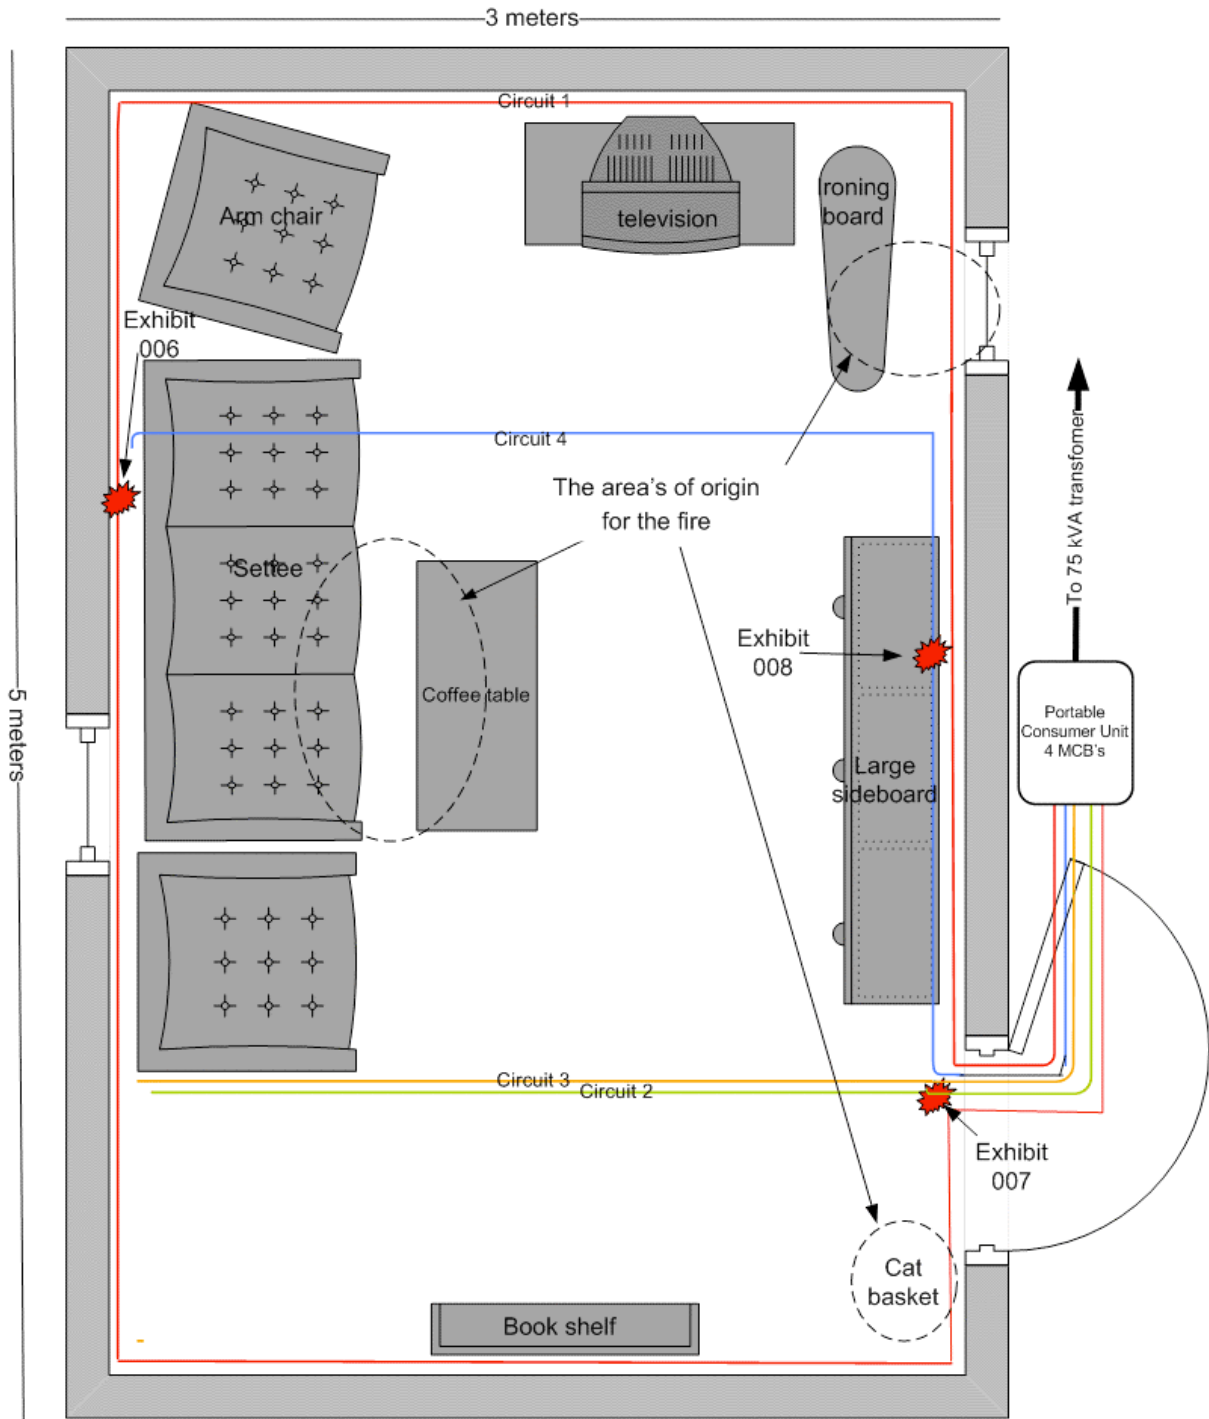 3 meters
Circuit 1
Arm chair
television
Ironing
board
Exhibit
006
Circuit 4
The area's of origin
for the fire
To 75 kVA transfomer
Settee
Exhibit
008
Coffee table
5 meters
Portable
Consumer Unit
4 MCB's
Large
sideboard
Circuit 3
Circuit 2
Exhibit
007
Cat
basket
Book shelf